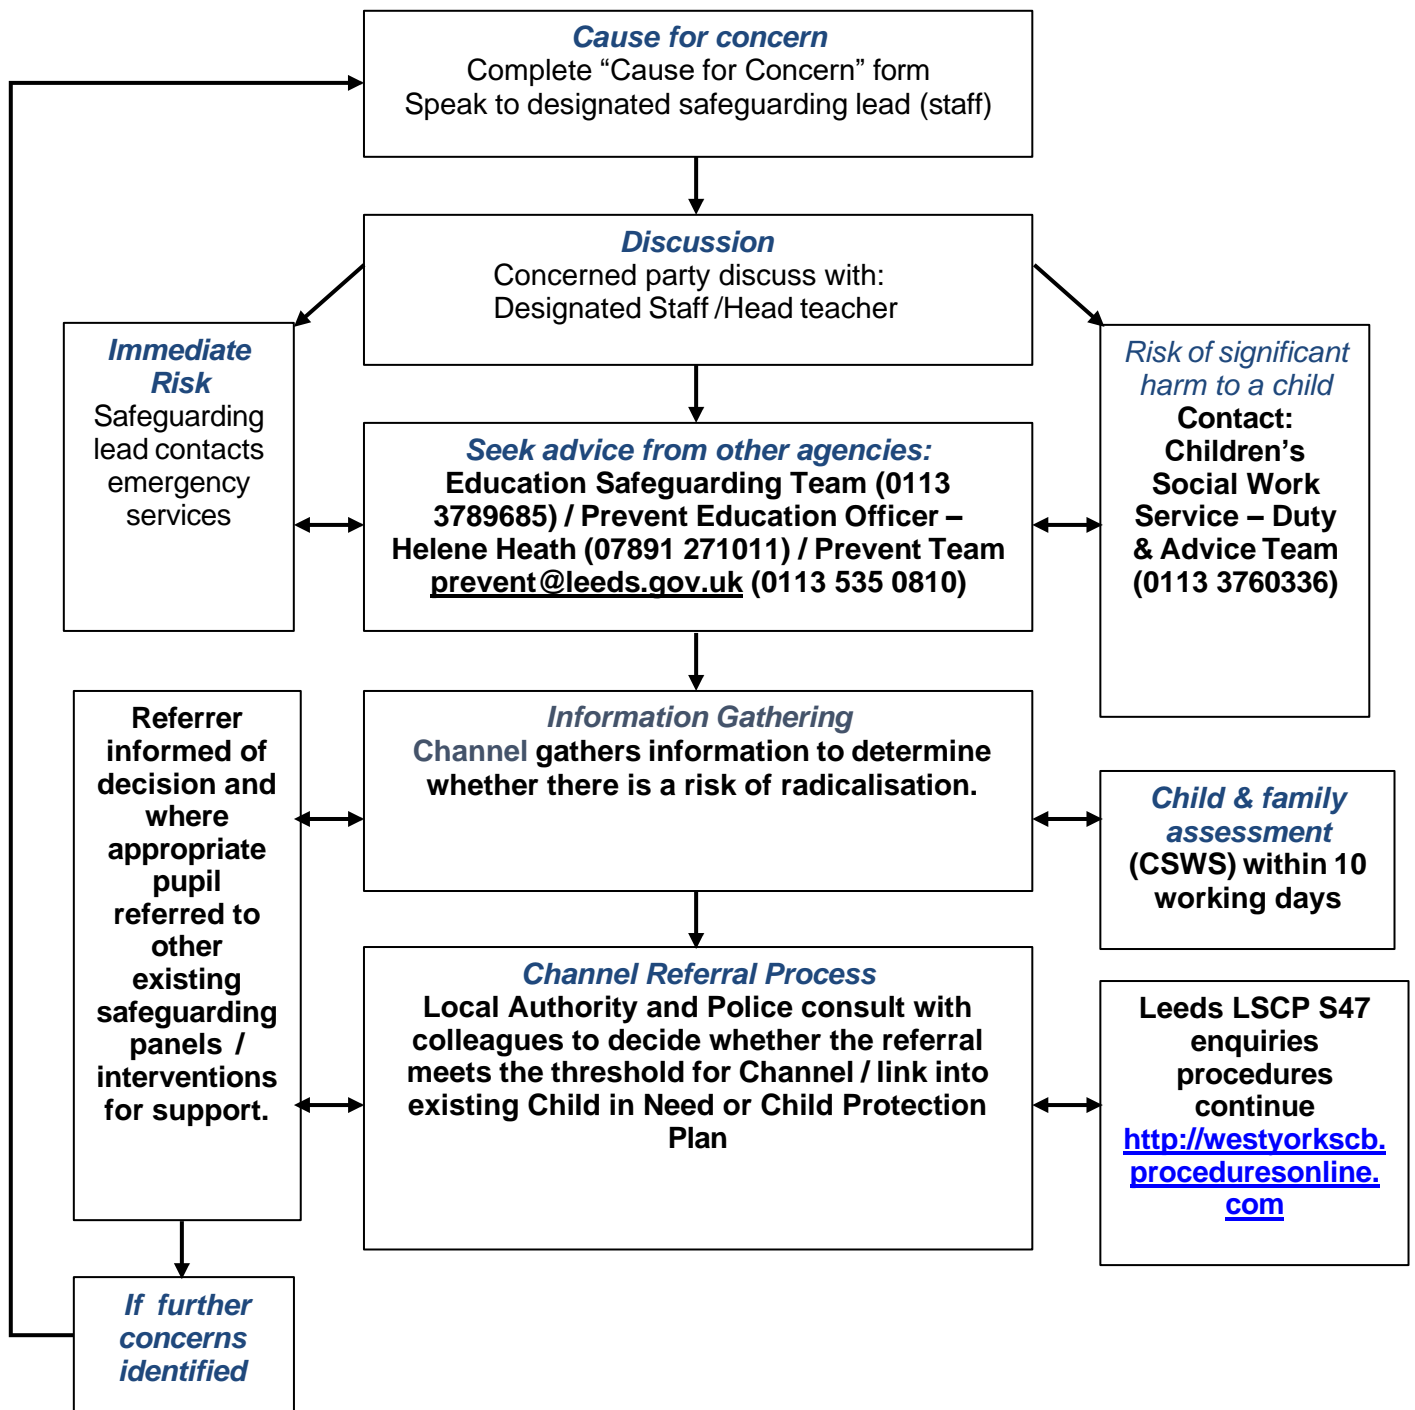 Cause for concern
Complete “Cause for Concern” form
Speak to designated safeguarding lead (staff)
Discussion
Concerned party discuss with:
Designated Staff /Head teacher
Immediate
Risk
Safeguarding
lead contacts
emergency
services
Seek advice from other agencies:
Education Safeguarding Team (0113
3789685) / Prevent Education Officer –
Helene Heath (07891 271011) / Prevent Team
prevent@leeds.gov.uk (0113 535 0810)
Risk of significant
harm to a child
Contact:
Children’s
Social Work
Service – Duty
& Advice Team
(0113 3760336)
Referrer
informed of
decision and
where
appropriate
pupil
referred to
other
existing
safeguarding
panels /
interventions
for support.
Information Gathering
Channel gathers information to determine
whether there is a risk of radicalisation.
Child & family
assessment
(CSWS) within 10
working days
Channel Referral Process
Local Authority and Police consult with
colleagues to decide whether the referral
meets the threshold for Channel / link into
existing Child in Need or Child Protection
Plan
Leeds LSCP S47
enquiries
procedures
continue
http://westyorkscb.
proceduresonline.
com
If further
concerns
identified